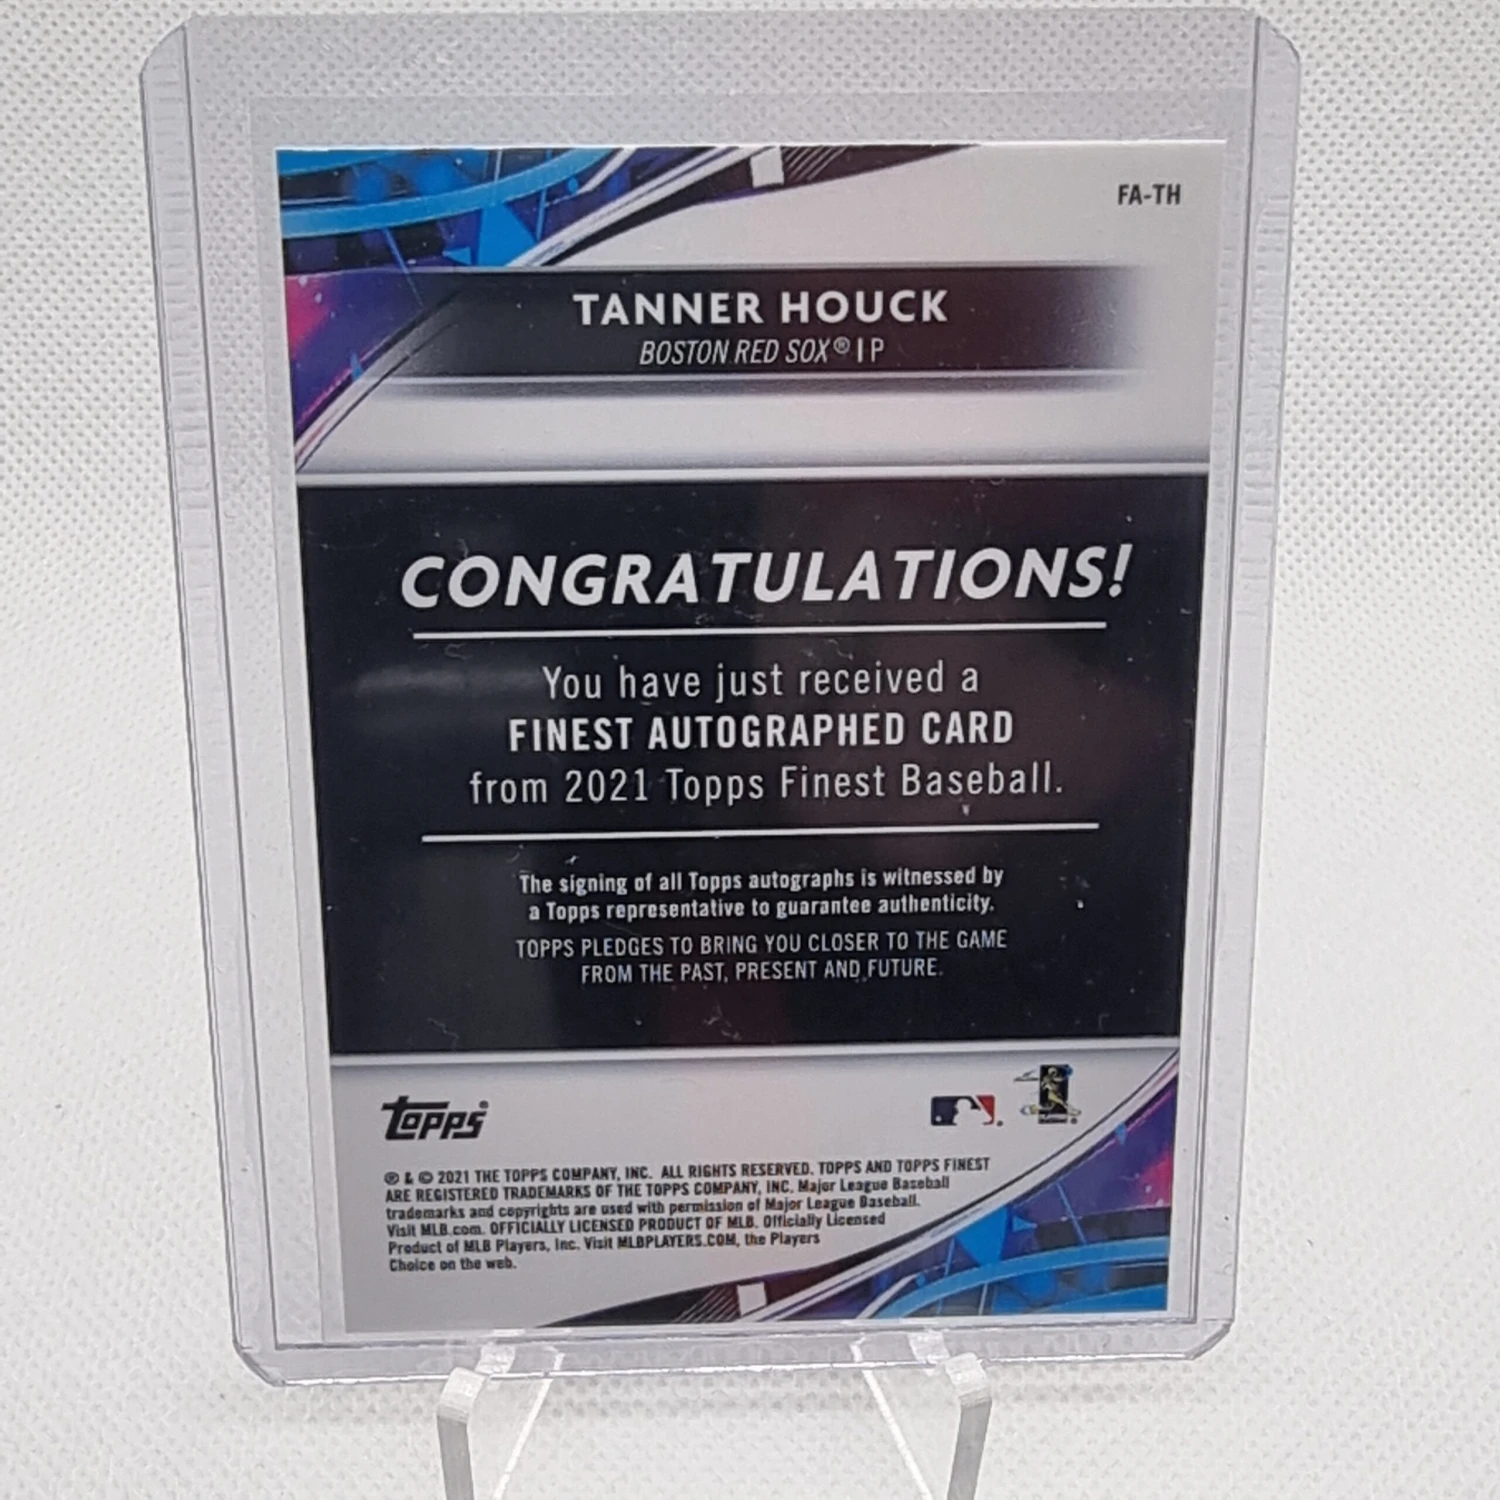 FA-TH
TANNER HOUCK
BOSTON RED SOX® | P
CONGRATULATIONS!
You have just received a
FINEST AUTOGRAPHED CARD
from 2021 Topps Finest Baseball.
The signing of all Topps autographs is witnessed by
a Topps representative to guarantee authenticity.
TOPPS PLEDGES TO BRING YOU CLOSER TO THE GAME
FROM THE PAST, PRESENT AND FUTURE.
Topps®
® & © 2021 THE TOPPS COMPANY, INC. ALL RIGHTS RESERVED. TOPPS AND TOPPS FINEST
ARE REGISTERED TRADEMARKS OF THE TOPPS COMPANY, INC. Major League Baseball
trademarks and copyrights are used with permission of Major League Baseball.
Visit MLB.com. OFFICIALLY LICENSED PRODUCT OF MLB. Officially Licensed
Product of MLB Players, Inc. Visit MLBPLAYERS.COM, the Players
Choice on the web.